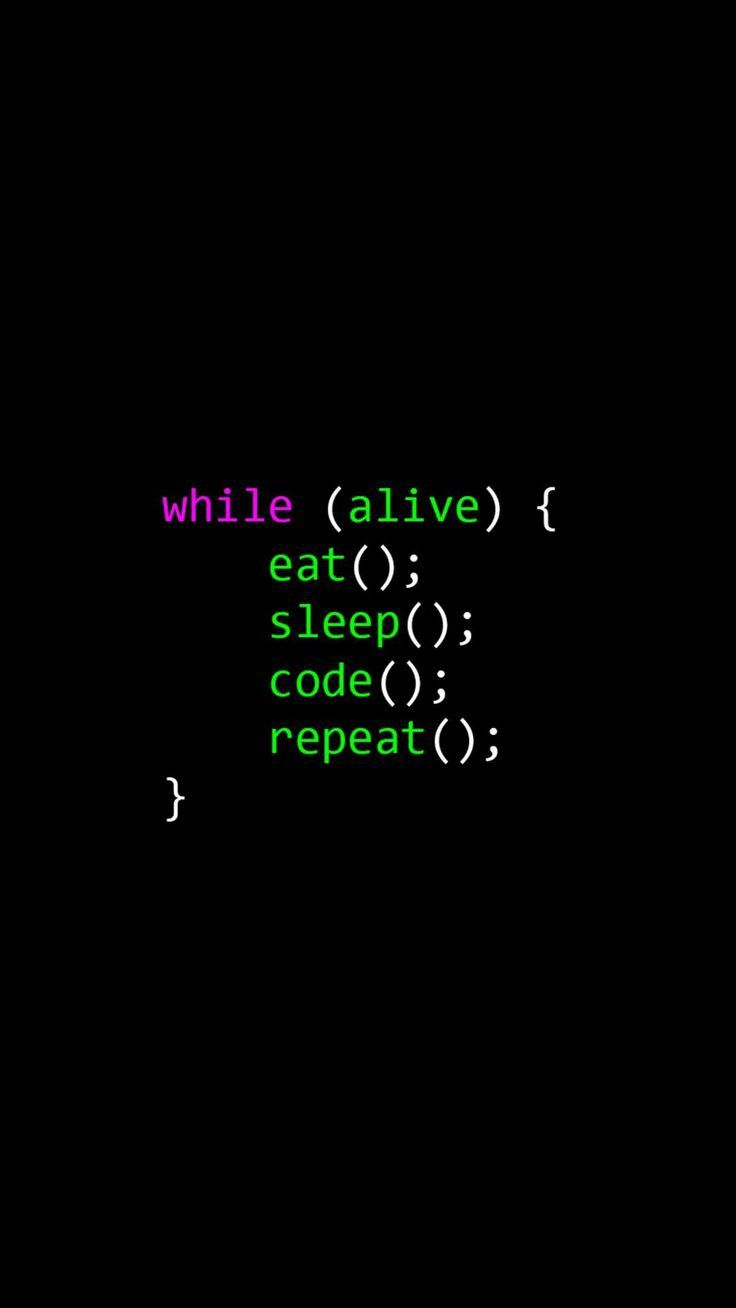 while (alive) {
     eat();
     sleep();
     code();
     repeat();
}